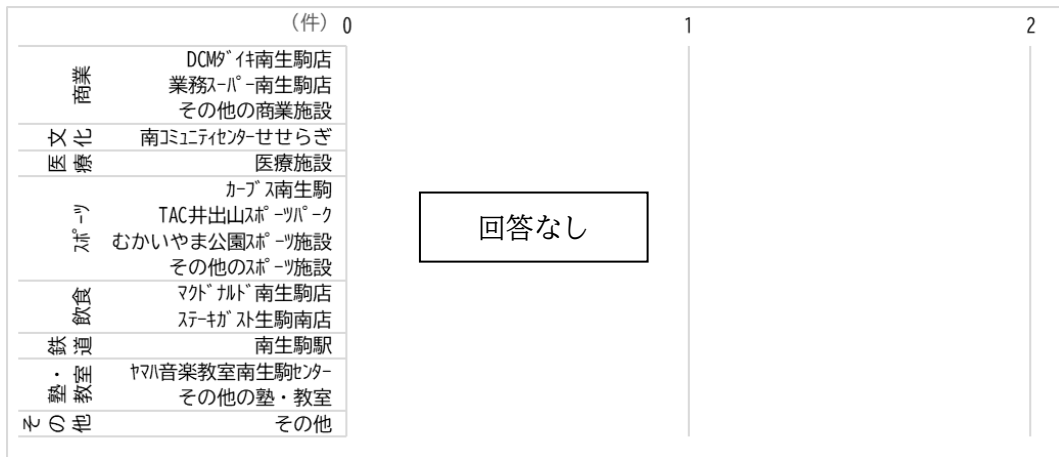 （件） 0 1 2
商業
DCMﾀﾞｲｷ南生駒店
業務ｽｰﾊﾟｰ南生駒店
その他の商業施設
文化
南ｺﾐｭﾆﾃｨｾﾝﾀｰせせらぎ
医療
医療施設
ｽﾎﾟｰﾂ
ｶｰﾌﾞｽ南生駒
TAC井出山ｽﾎﾟｰﾂﾊﾟｰｸ
むかいやま公園ｽﾎﾟｰﾂ施設
その他のｽﾎﾟｰﾂ施設
回答なし
飲食
ﾏｸﾄﾞﾅﾙﾄﾞ南生駒店
ｽﾃｰｷｶﾞｽﾄ生駒南店
鉄道
南生駒駅
塾・教室
ﾔﾏﾊ音楽教室南生駒ｾﾝﾀｰ
その他の塾・教室
その他
その他